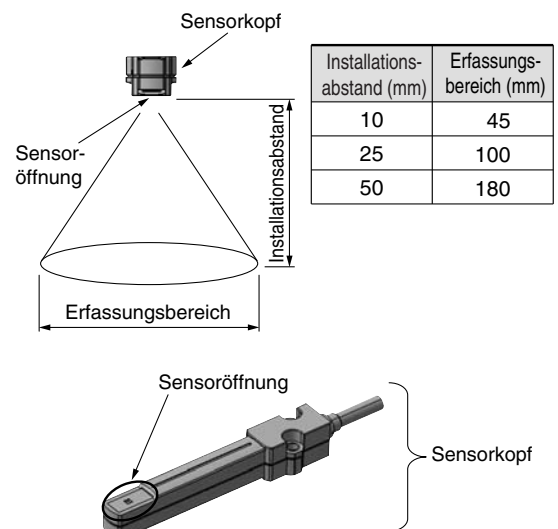 Sensorkopf
Sensor-
öffnung
Installationsabstand
Erfassungsbereich
Installations-
abstand (mm)
Erfassungs-
bereich (mm)
10 45
25 100
50 180
Sensoröffnung
Sensorkopf